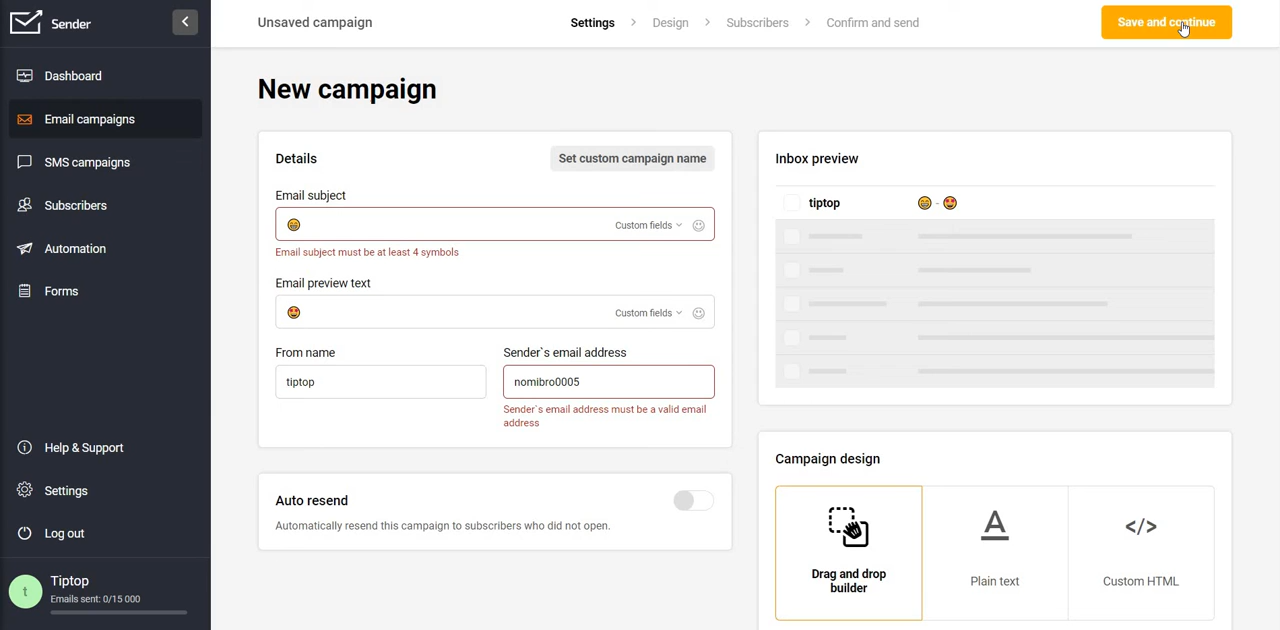 Sender
Unsaved campaign
Settings
Design
Subscribers
Confirm and send
Save and continue
Dashboard
Email campaigns
SMS campaigns
Subscribers
Automation
Forms
Help & Support
Settings
Log out
t
Tiptop
Emails sent: 0/15 000
New campaign
Details
Set custom campaign name
Email subject
😁
Custom fields
Email subject must be at least 4 symbols
Email preview text
🤩
Custom fields
From name
Sender`s email address
tiptop
nomibro0005
Sender`s email address must be a valid email
address
Auto resend
Automatically resend this campaign to subscribers who did not open.
Inbox preview
tiptop
😁 - 🤩
Campaign design
Drag and drop
builder
A
Plain text
</>
Custom HTML